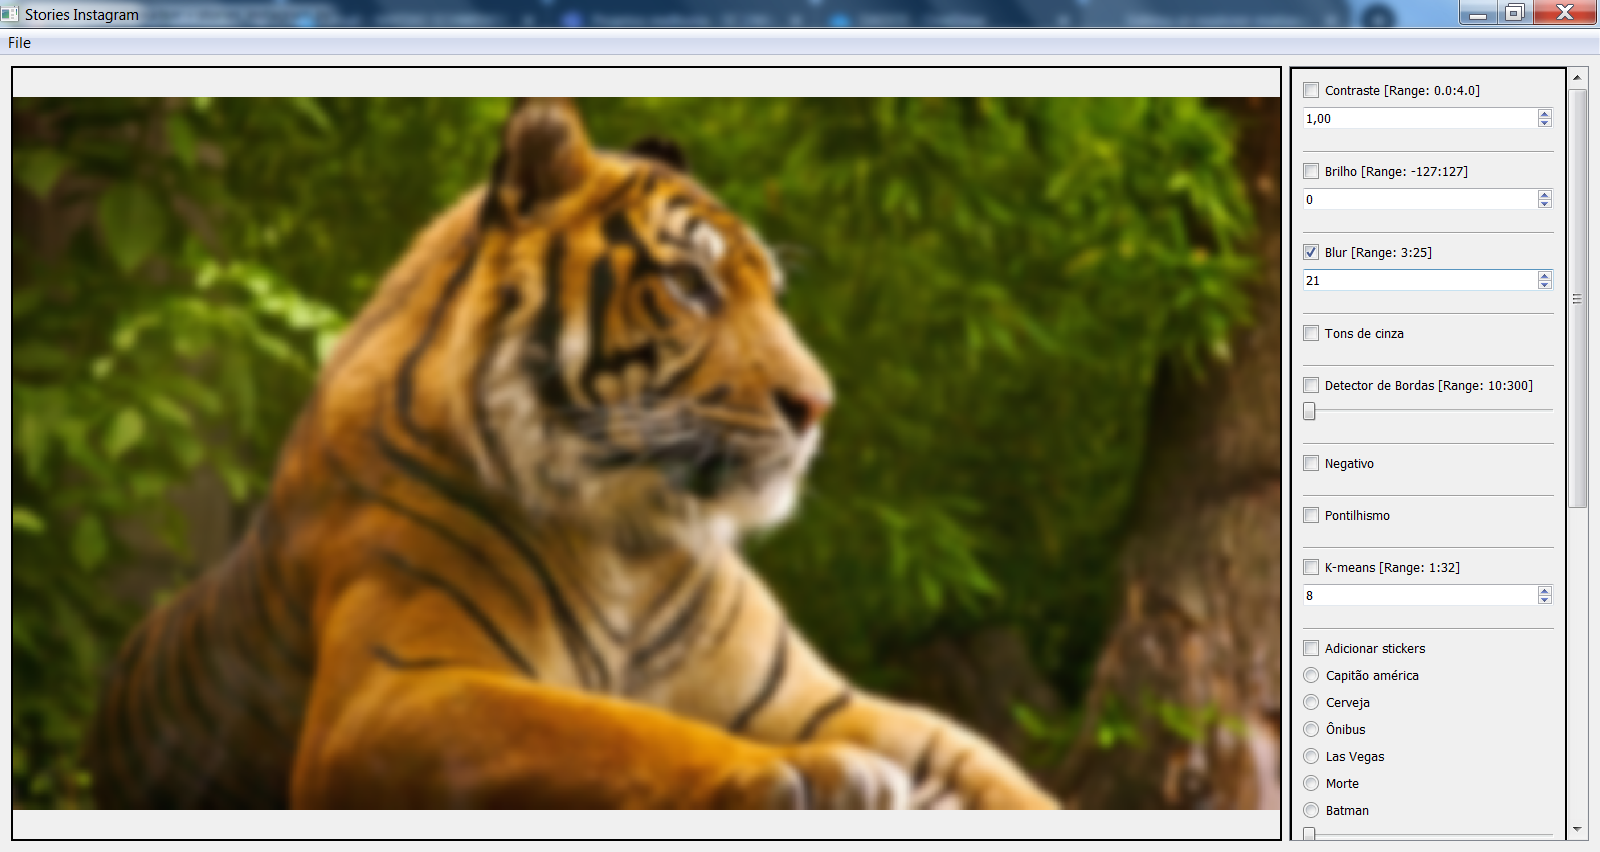 Stories Instagram
File
Contraste [Range: 0.0:4.0]
1,00
Brilho [Range: -127:127]
0
Blur [Range: 3:25]
21
Tons de cinza
Detector de Bordas [Range: 10:300]
Negativo
Pontilhismo
K-means [Range: 1:32]
8
Adicionar stickers
Capitão américa
Cerveja
Ônibus
Las Vegas
Morte
Batman